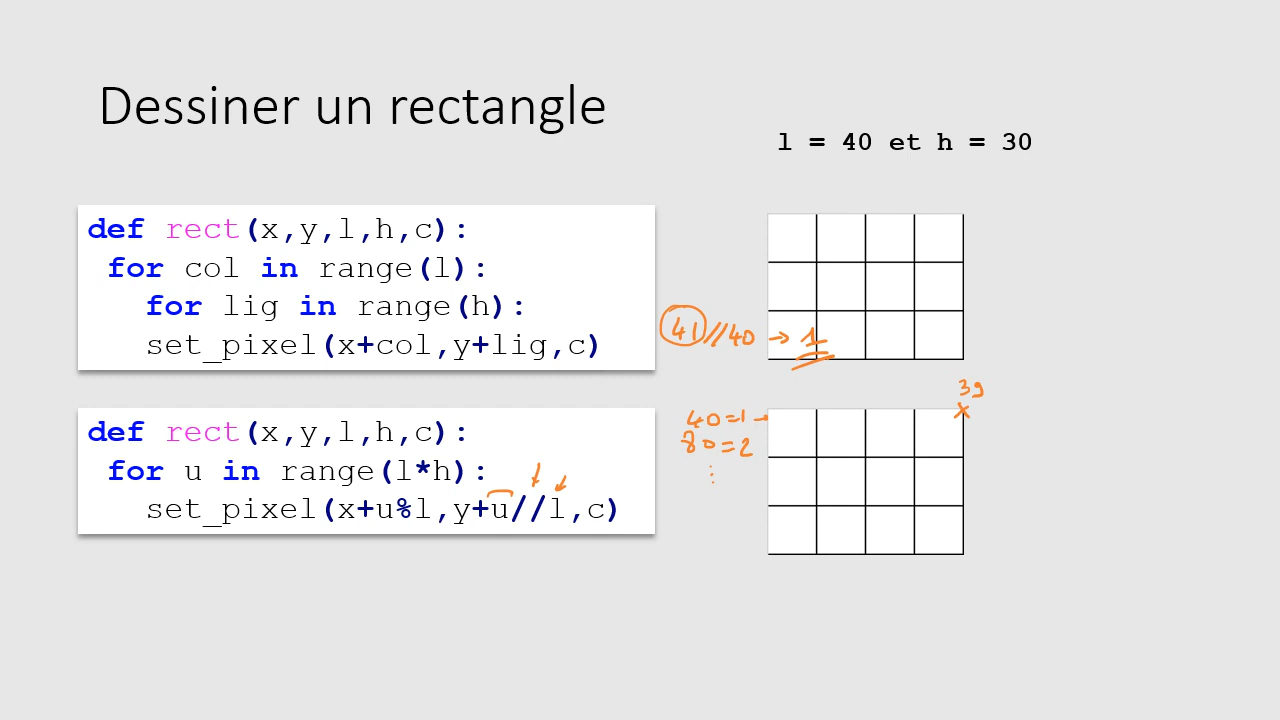 Dessiner un rectangle
l = 40 et h = 30
def rect(x,y,l,h,c):
for col in range(l):
for lig in range(h):
set_pixel(x+col,y+lig,c)
41//40 → 1
def rect(x,y,l,h,c):
for u in range(l*h):
set_pixel(x+u%l,y+u//l,c)
39
x
40=1 →
80=2
⋮